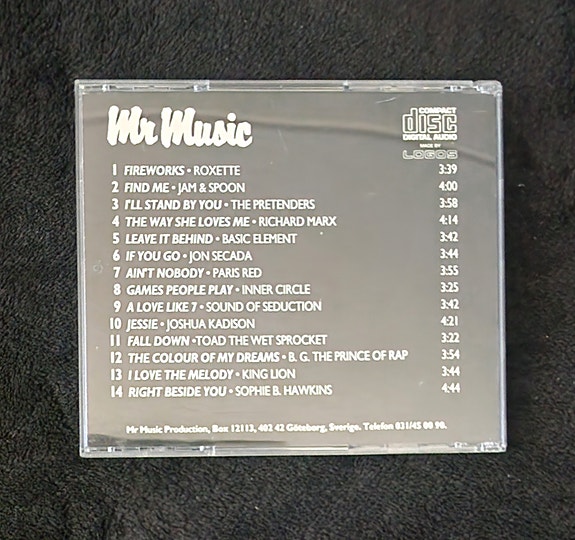 Mr Music
COMPACT
disc
DIGITAL AUDIO
MADE BY
LOGOS
1 FIREWORKS • ROXETTE 3:39
2 FIND ME • JAM & SPOON 4:00
3 I'LL STAND BY YOU • THE PRETENDERS 3:58
4 THE WAY SHE LOVES ME • RICHARD MARX 4:14
5 LEAVE IT BEHIND • BASIC ELEMENT 3:42
6 IF YOU GO • JON SECADA 3:44
7 AIN'T NOBODY • PARIS RED 3:55
8 GAMES PEOPLE PLAY • INNER CIRCLE 3:25
9 A LOVE LIKE 7 • SOUND OF SEDUCTION 3:42
10 JESSIE • JOSHUA KADISON 4:21
11 FALL DOWN •TOAD THE WET SPROCKET 3:22
12 THE COLOUR OF MY DREAMS • B. G. THE PRINCE OF RAP 3:54
13 I LOVE THE MELODY • KING LION 3:44
14 RIGHT BESIDE YOU • SOPHIE B. HAWKINS 4:44
Mr Music Production, Box 12113, 402 42 Göteborg, Sverige. Telefon 031/45 00 90.